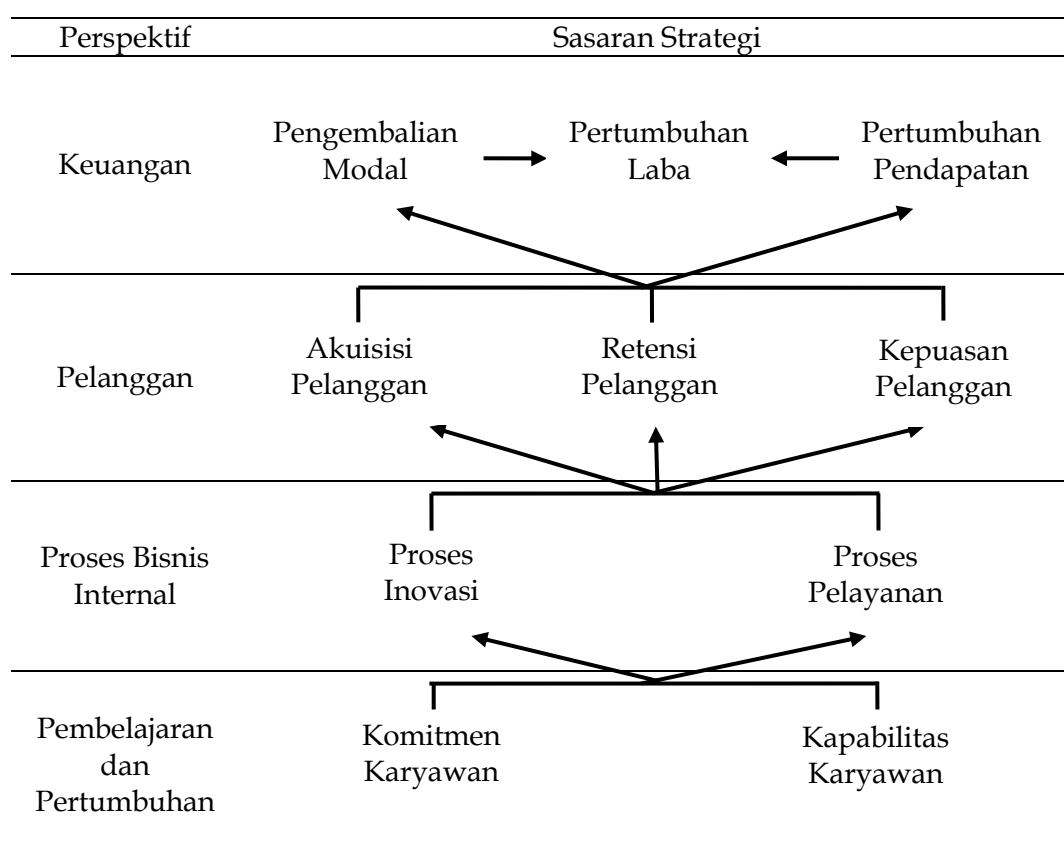 Perspektif
Sasaran Strategi
Keuangan
Pengembalian
Modal
Pertumbuhan
Laba
Pertumbuhan
Pendapatan
Pelanggan
Akuisisi
Pelanggan
Retensi
Pelanggan
Kepuasan
Pelanggan
Proses Bisnis
Internal
Proses
Inovasi
Proses
Pelayanan
Pembelajaran
dan
Pertumbuhan
Komitmen
Karyawan
Kapabilitas
Karyawan